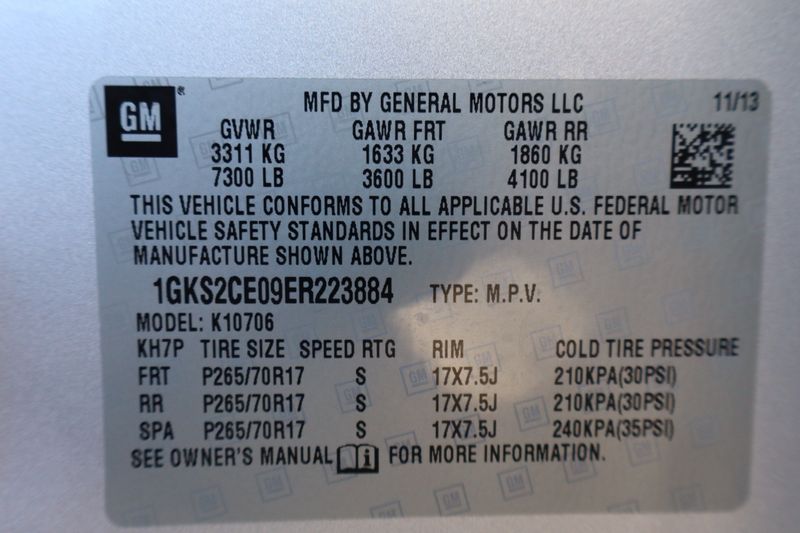 GM
MFD BY GENERAL MOTORS LLC 11/13
GVWR GAWR FRT GAWR RR
3311 KG 1633 KG 1860 KG
7300 LB 3600 LB 4100 LB
THIS VEHICLE CONFORMS TO ALL APPLICABLE U.S. FEDERAL MOTOR
VEHICLE SAFETY STANDARDS IN EFFECT ON THE DATE OF
MANUFACTURE SHOWN ABOVE.
1GKS2CE09ER223884 TYPE: M.P.V.
MODEL: K10706
KH7P TIRE SIZE SPEED RTG RIM COLD TIRE PRESSURE
FRT P265/70R17 S 17X7.5J 210KPA(30PSI)
RR P265/70R17 S 17X7.5J 210KPA(30PSI)
SPA P265/70R17 S 17X7.5J 240KPA(35PSI)
SEE OWNER'S MANUAL i FOR MORE INFORMATION.